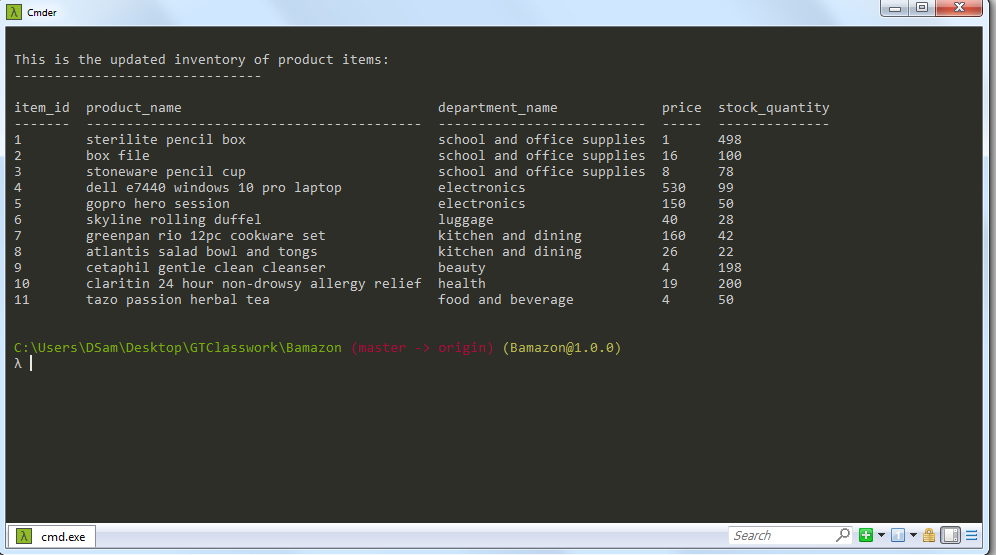 Cmder
This is the updated inventory of product items:
-------------------------------
item_id  product_name                                department_name            price  stock_quantity
-------  ------------------------------------------  -------------------------- -----  --------------
1        sterilite pencil box                        school and office supplies  1      498
2        box file                                    school and office supplies  16     100
3        stoneware pencil cup                        school and office supplies  8      78
4        dell e7440 windows 10 pro laptop            electronics                 530    99
5        gopro hero session                          electronics                 150    50
6        skyline rolling duffel                      luggage                     40     28
7        greenpan rio 12pc cookware set              kitchen and dining          160    42
8        atlantis salad bowl and tongs               kitchen and dining          26     22
9        cetaphil gentle clean cleanser              beauty                      4      198
10       claritin 24 hour non-drowsy allergy relief  health                      19     200
11       tazo passion herbal tea                     food and beverage           4      50
C:\Users\DSam\Desktop\GTClasswork\Bamazon (master -> origin) (Bamazon@1.0.0)
λ
λ cmd.exe
Search